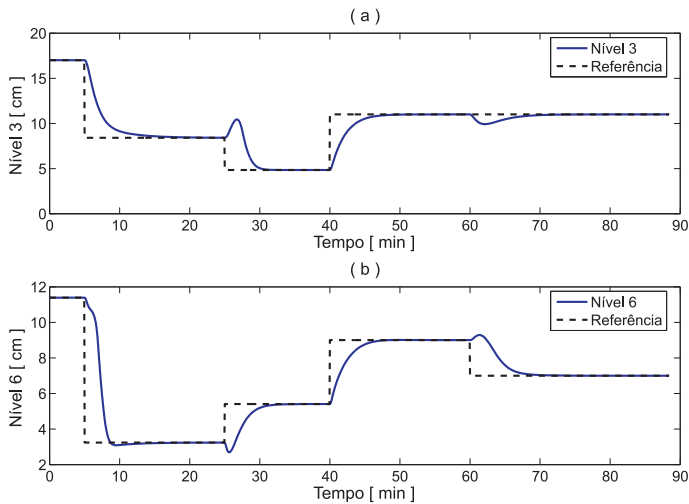 ( a )
Nível 3 [ cm ]
20
15
10
5
0
Nível 3
Referência
0 10 20 30 40 50 60 70 80 90
Tempo [ min ]
( b )
Nível 6 [ cm ]
12
10
8
6
4
2
Nível 6
Referência
0 10 20 30 40 50 60 70 80 90
Tempo [ min ]